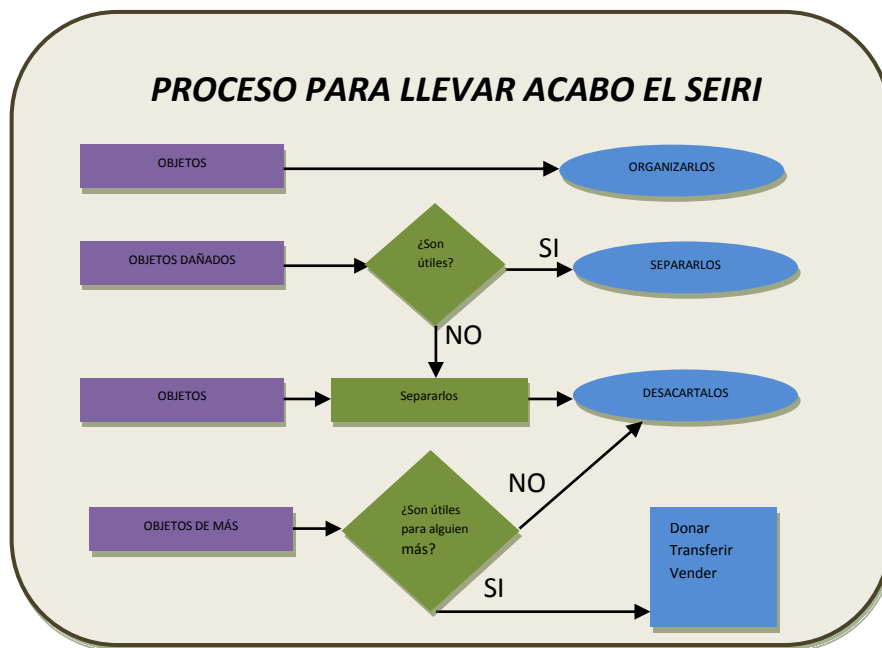 PROCESO PARA LLEVAR ACABO EL SEIRI
OBJETOS
ORGANIZARLOS
OBJETOS DAÑADOS
¿Son
útiles?
SI
SEPARARLOS
NO
OBJETOS
Separarlos
DESACARTALOS
OBJETOS DE MÁS
¿Son útiles
para alguien
más?
NO
SI
Donar
Transferir
Vender